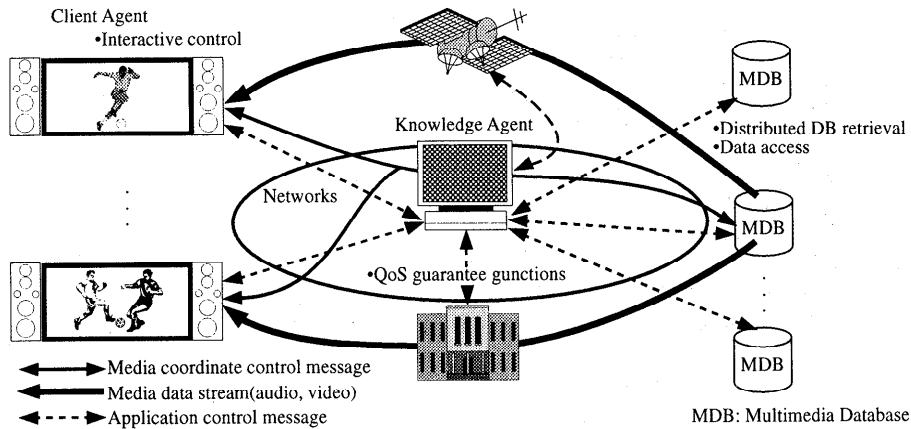 Client Agent
•Interactive control
MDB
Knowledge Agent
•Distributed DB retrieval
•Data access
Networks
MDB
•QoS guarantee gunctions
MDB
Media coordinate control message
Media data stream(audio, video)
Application control message
MDB: Multimedia Database